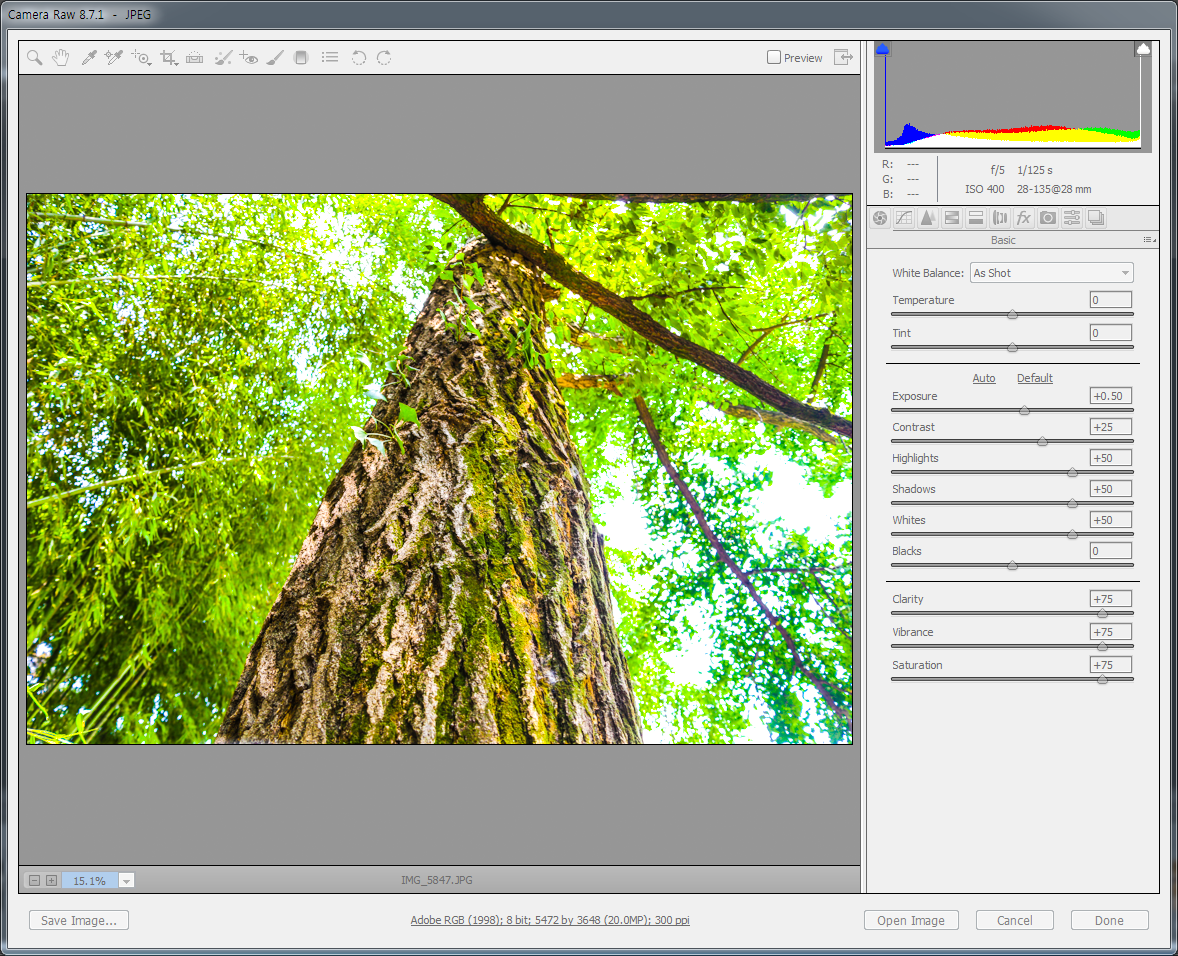 Camera Raw 8.7.1 - JPEG
Preview
R: ---
G: ---
B: ---
f/5 1/125 s
ISO 400 28-135@28 mm
fx
Basic
White Balance: As Shot
Temperature 0
Tint 0
Auto Default
Exposure +0.50
Contrast +25
Highlights +50
Shadows +50
Whites +50
Blacks 0
Clarity +75
Vibrance +75
Saturation +75
15.1% IMG_5847.JPG
Save Image... Adobe RGB (1998); 8 bit; 5472 by 3648 (20.0MP); 300 ppi Open Image Cancel Done